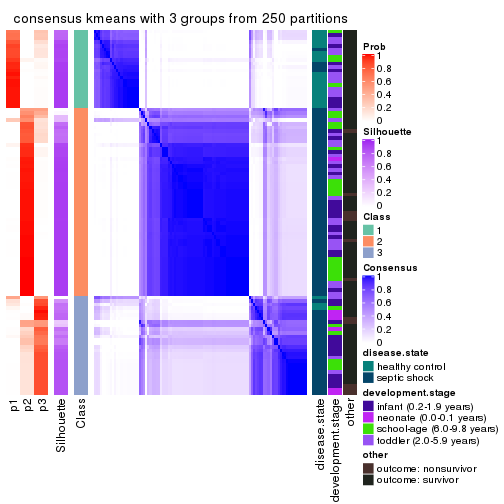 consensus kmeans with 3 groups from 250 partitions
Prob
1
0.8
0.6
0.4
0.2
0
Silhouette
1
0.8
0.6
0.4
0.2
0
Class
1
2
3
Consensus
1
0.8
0.6
0.4
0.2
0
disease.state
healthy control
septic shock
development.stage
infant (0.2-1.9 years)
neonate (0.0-0.1 years)
school-age (6.0-9.8 years)
toddler (2.0-5.9 years)
other
outcome: nonsurvivor
outcome: survivor
p1
p2
p3
Silhouette
Class
disease.state
development.stage
other